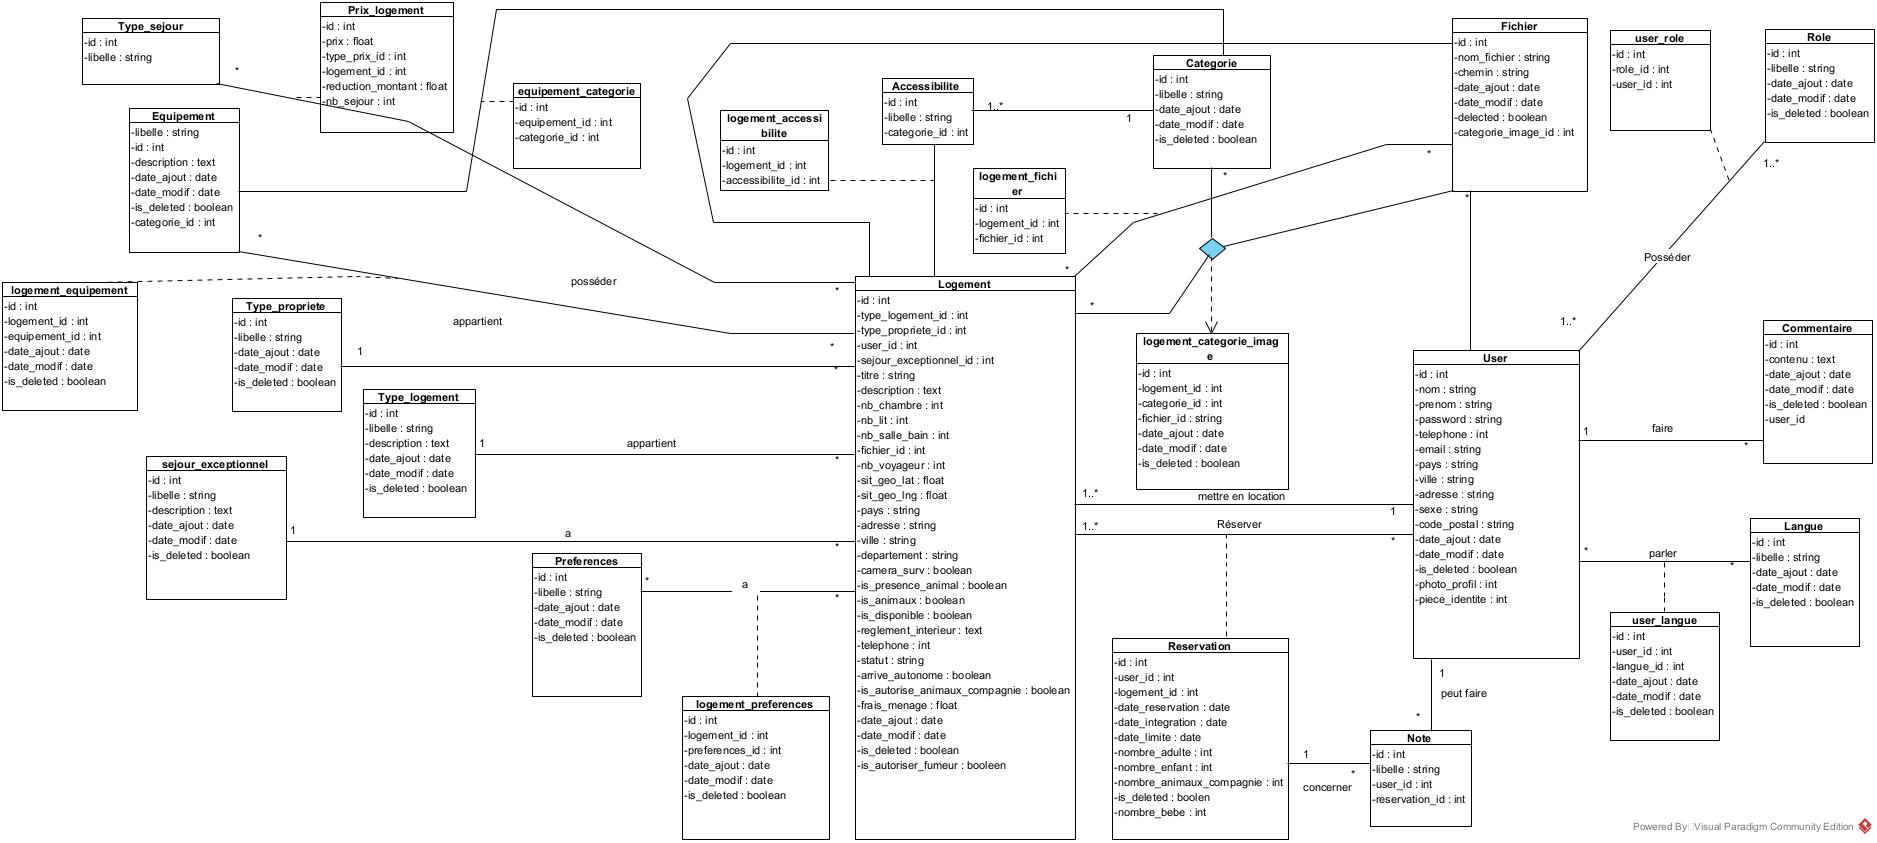 Type_sejour
-id : int
-libelle : string
*
Prix_logement
-id : int
-prix : float
-type_prix_id : int
-logement_id : int
-reduction_montant : float
-nb_sejour : int
equipement_categorie
-id : int
-equipement_id : int
-categorie_id : int
Equipement
-libelle : string
-id : int
-description : text
-date_ajout : date
-date_modif : date
-is_deleted : boolean
-categorie_id : int
*
logement_accessi
bilite
-id : int
-logement_id : int
-accessibilite_id : int
Accessibilite
-id : int
-libelle : string
-categorie_id : int
1..*
1
Categorie
-id : int
-libelle : string
-date_ajout : date
-date_modif : date
-is_deleted : boolean
*
logement_fichi
er
-id : int
-logement_id : int
-fichier_id : int
Fichier
-id : int
-nom_fichier : string
-chemin : string
-date_ajout : date
-date_modif : date
-delected : boolean
-categorie_image_id : int
*
*
user_role
-id : int
-role_id : int
-user_id : int
Role
-id : int
-libelle : string
-date_ajout : date
-date_modif : date
-is_deleted : boolean
1..*
Posséder
1..*
logement_equipement
-id : int
-logement_id : int
-equipement_id : int
-date_ajout : date
-date_modif : date
-is_deleted : boolean
Type_propriete
-id : int
-libelle : string
-date_ajout : date
-date_modif : date
-is_deleted : boolean
posséder
*
appartient
*
1
*
Type_logement
-id : int
-libelle : string
-description : text
-date_ajout : date
-date_modif : date
-is_deleted : boolean
1
appartient
*
sejour_exceptionnel
-id : int
-libelle : string
-description : text
-date_ajout : date
-date_modif : date
-is_deleted : boolean
1
a
*
Preferences
-id : int
-libelle : string
-date_ajout : date
-date_modif : date
-is_deleted : boolean
*
a
*
logement_preferences
-id : int
-logement_id : int
-preferences_id : int
-date_ajout : date
-date_modif : date
-is_deleted : boolean
Logement
-id : int
-type_logement_id : int
-type_propriete_id : int
-user_id : int
-sejour_exceptionnel_id : int
-titre : string
-description : text
-nb_chambre : int
-nb_lit : int
-nb_salle_bain : int
-fichier_id : int
-nb_voyageur : int
-sit_geo_lat : float
-sit_geo_lng : float
-pays : string
-adresse : string
-ville : string
-departement : string
-camera_surv : boolean
-is_presence_animal : boolean
-is_animaux : boolean
-is_disponible : boolean
-reglement_interieur : text
-telephone : int
-statut : string
-arrive_autonome : boolean
-is_autorise_animaux_compagnie : boolean
-frais_menage : float
-date_ajout : date
-date_modif : date
-is_deleted : boolean
-is_autoriser_fumeur : booleen
*
*
logement_categorie_imag
e
-id : int
-logement_id : int
-categorie_id : int
-fichier_id : string
-date_ajout : date
-date_modif : date
-is_deleted : boolean
1..*
mettre en location
1
1..*
Réserver
*
Reservation
-id : int
-user_id : int
-logement_id : int
-date_reservation : date
-date_integration : date
-date_limite : date
-nombre_adulte : int
-nombre_enfant : int
-nombre_animaux_compagnie : int
-is_deleted : boolen
-nombre_bebe : int
User
-id : int
-nom : string
-prenom : string
-password : string
-telephone : int
-email : string
-pays : string
-ville : string
-adresse : string
-sexe : string
-code_postal : string
-date_ajout : date
-date_modif : date
-is_deleted : boolean
-photo_profil : int
-piece_identite : int
Commentaire
-id : int
-contenu : text
-date_ajout : date
-date_modif : date
-is_deleted : boolean
-user_id
1
faire
*
Langue
-id : int
-libelle : string
-date_ajout : date
-date_modif : date
-is_deleted : boolean
*
parler
*
user_langue
-id : int
-user_id : int
-langue_id : int
-date_ajout : date
-date_modif : date
-is_deleted : boolean
1
peut faire
*
Note
-id : int
-libelle : string
-user_id : int
-reservation_id : int
1
*
concerner
Powered By Visual Paradigm Community Edition